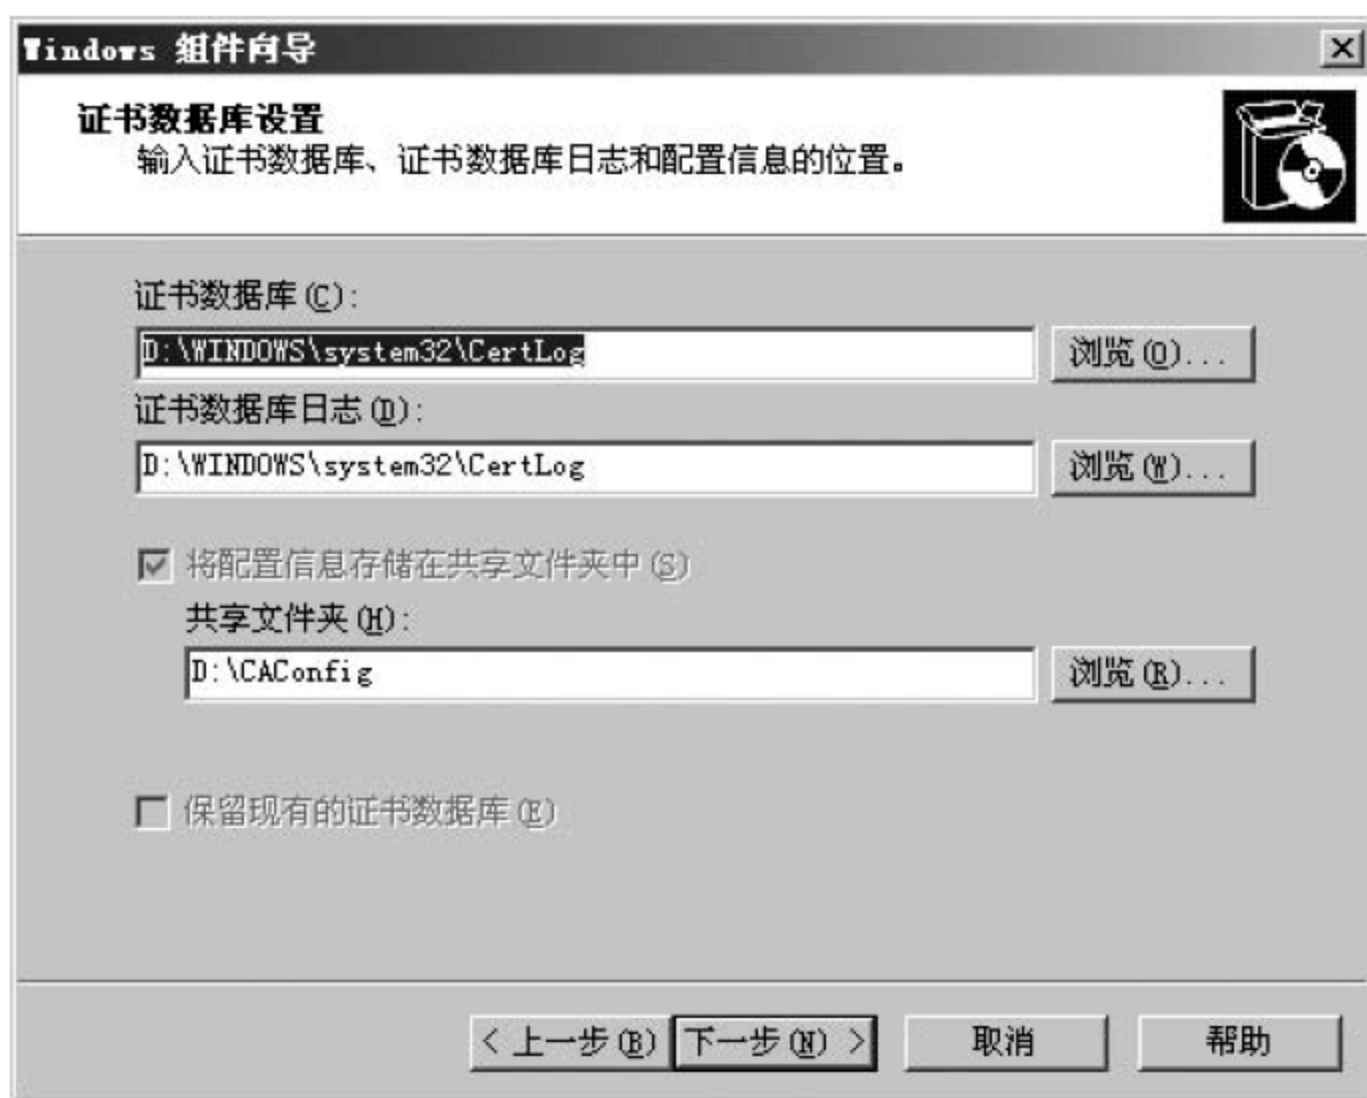 Windows 组件向导
证书数据库设置
输入证书数据库、证书数据库日志和配置信息的位置。
证书数据库(C):
D:\WINDOWS\system32\CertLog
浏览(O)...
证书数据库日志(D):
D:\WINDOWS\system32\CertLog
浏览(W)...
将配置信息存储在共享文件夹中(S)
共享文件夹(H):
D:\CAConfig
浏览(R)...
保留现有的证书数据库(E)
< 上一步(B) 下一步(N) > 取消 帮助